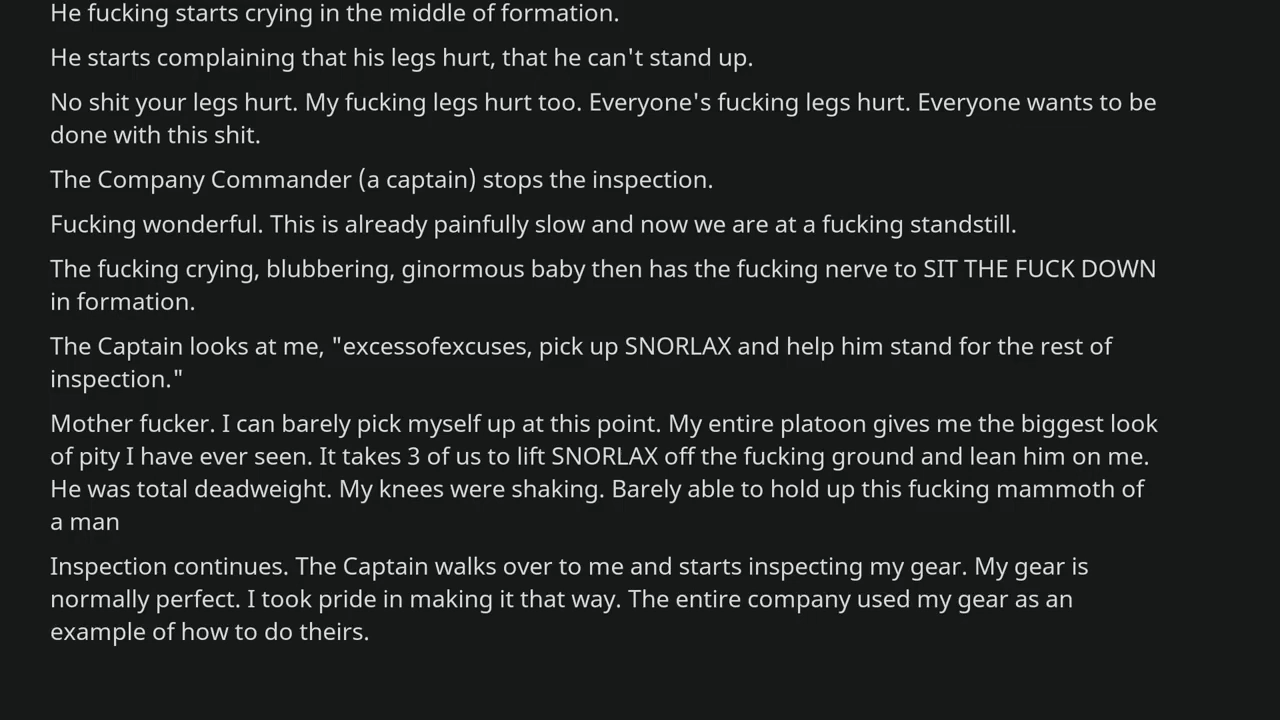 He fucking starts crying in the middle of formation.
He starts complaining that his legs hurt, that he can't stand up.
No shit your legs hurt. My fucking legs hurt too. Everyone's fucking legs hurt. Everyone wants to be
done with this shit.
The Company Commander (a captain) stops the inspection.
Fucking wonderful. This is already painfully slow and now we are at a fucking standstill.
The fucking crying, blubbering, ginormous baby then has the fucking nerve to SIT THE FUCK DOWN
in formation.
The Captain looks at me, "excessofexcuses, pick up SNORLAX and help him stand for the rest of
inspection."
Mother fucker. I can barely pick myself up at this point. My entire platoon gives me the biggest look
of pity I have ever seen. It takes 3 of us to lift SNORLAX off the fucking ground and lean him on me.
He was total deadweight. My knees were shaking. Barely able to hold up this fucking mammoth of
a man
Inspection continues. The Captain walks over to me and starts inspecting my gear. My gear is
normally perfect. I took pride in making it that way. The entire company used my gear as an
example of how to do theirs.